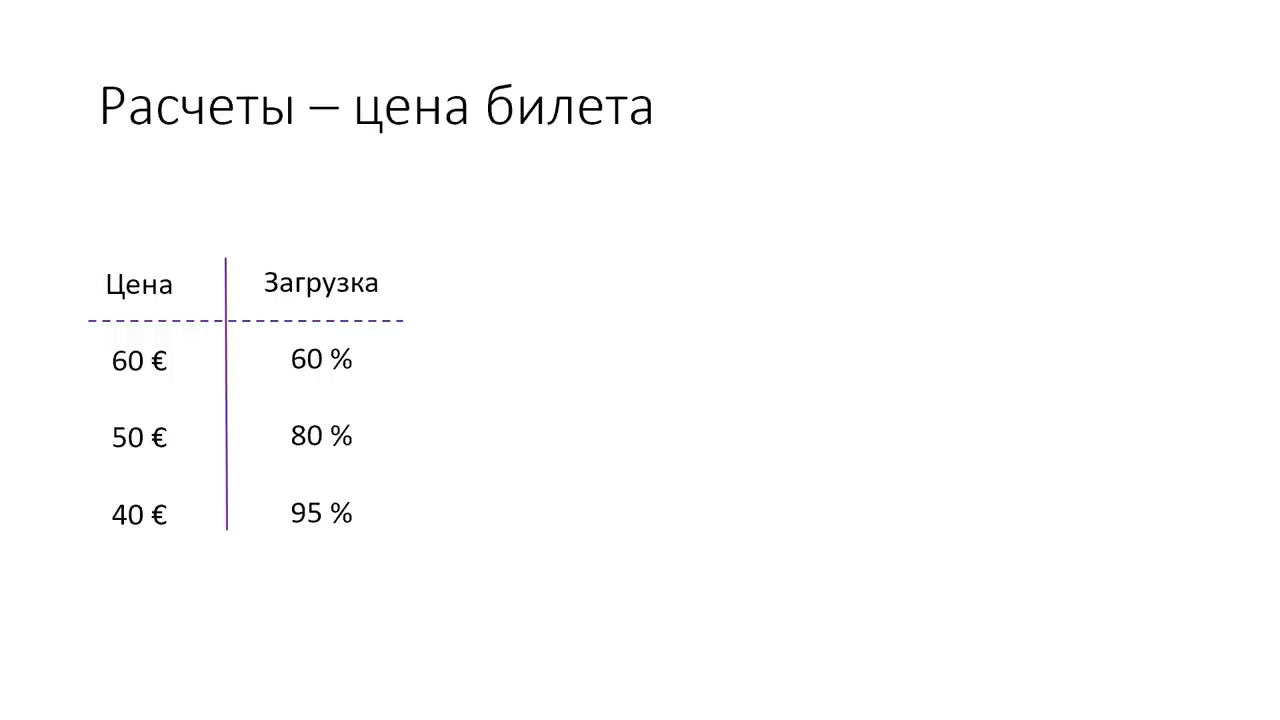 Расчеты – цена билета
Цена Загрузка
60 € 60 %
50 € 80 %
40 € 95 %